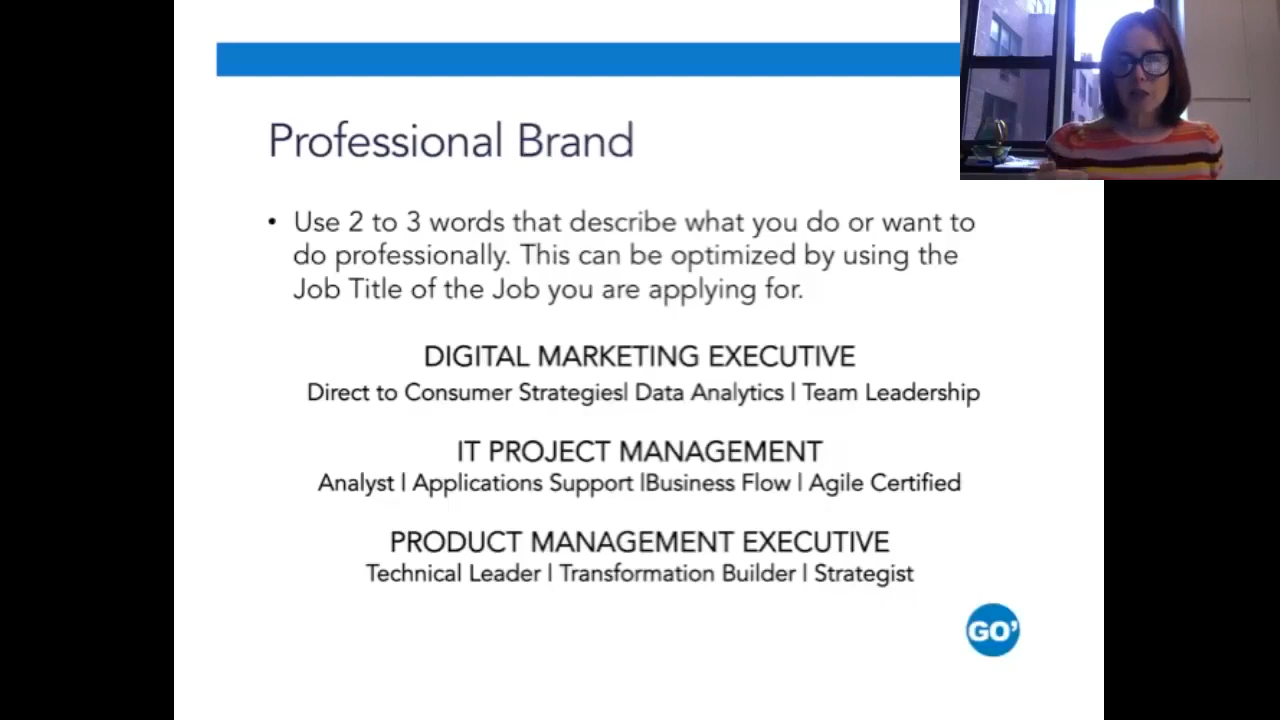 Professional Brand
• Use 2 to 3 words that describe what you do or want to
do professionally. This can be optimized by using the
Job Title of the Job you are applying for.
DIGITAL MARKETING EXECUTIVE
Direct to Consumer Strategies| Data Analytics | Team Leadership
IT PROJECT MANAGEMENT
Analyst | Applications Support |Business Flow | Agile Certified
PRODUCT MANAGEMENT EXECUTIVE
Technical Leader | Transformation Builder | Strategist
GO'